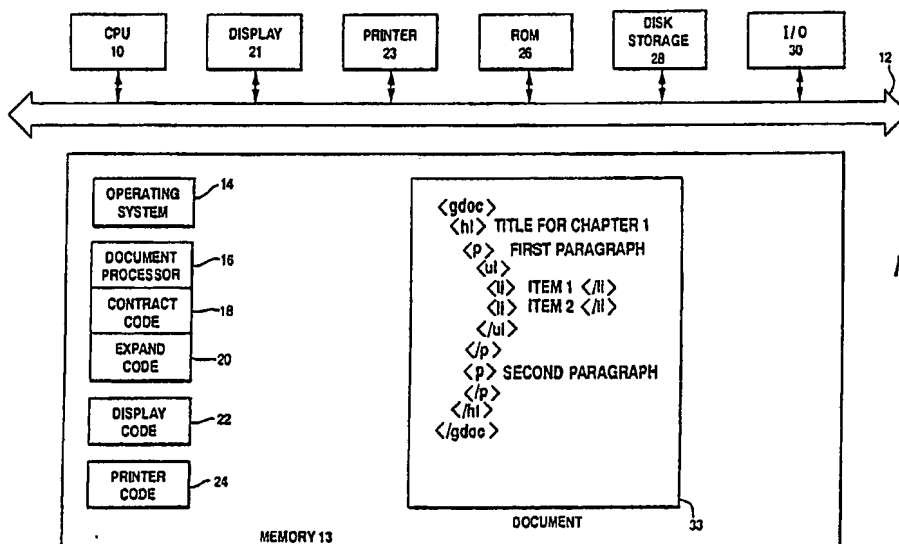 CPU
10
DISPLAY
21
PRINTER
23
ROM
26
DISK
STORAGE
28
I/O
30
12
OPERATING
SYSTEM
14
DOCUMENT
PROCESSOR
16
CONTRACT
CODE
18
EXPAND
CODE
20
DISPLAY
CODE
22
PRINTER
CODE
24
<gdoc>
<hl> TITLE FOR CHAPTER 1
<p> FIRST PARAGRAPH
<ul>
<li> ITEM 1 </li>
<li> ITEM 2 </li>
</ul>
</p>
<p> SECOND PARAGRAPH
</p>
</hl>
</gdoc>
33
DOCUMENT
MEMORY 13